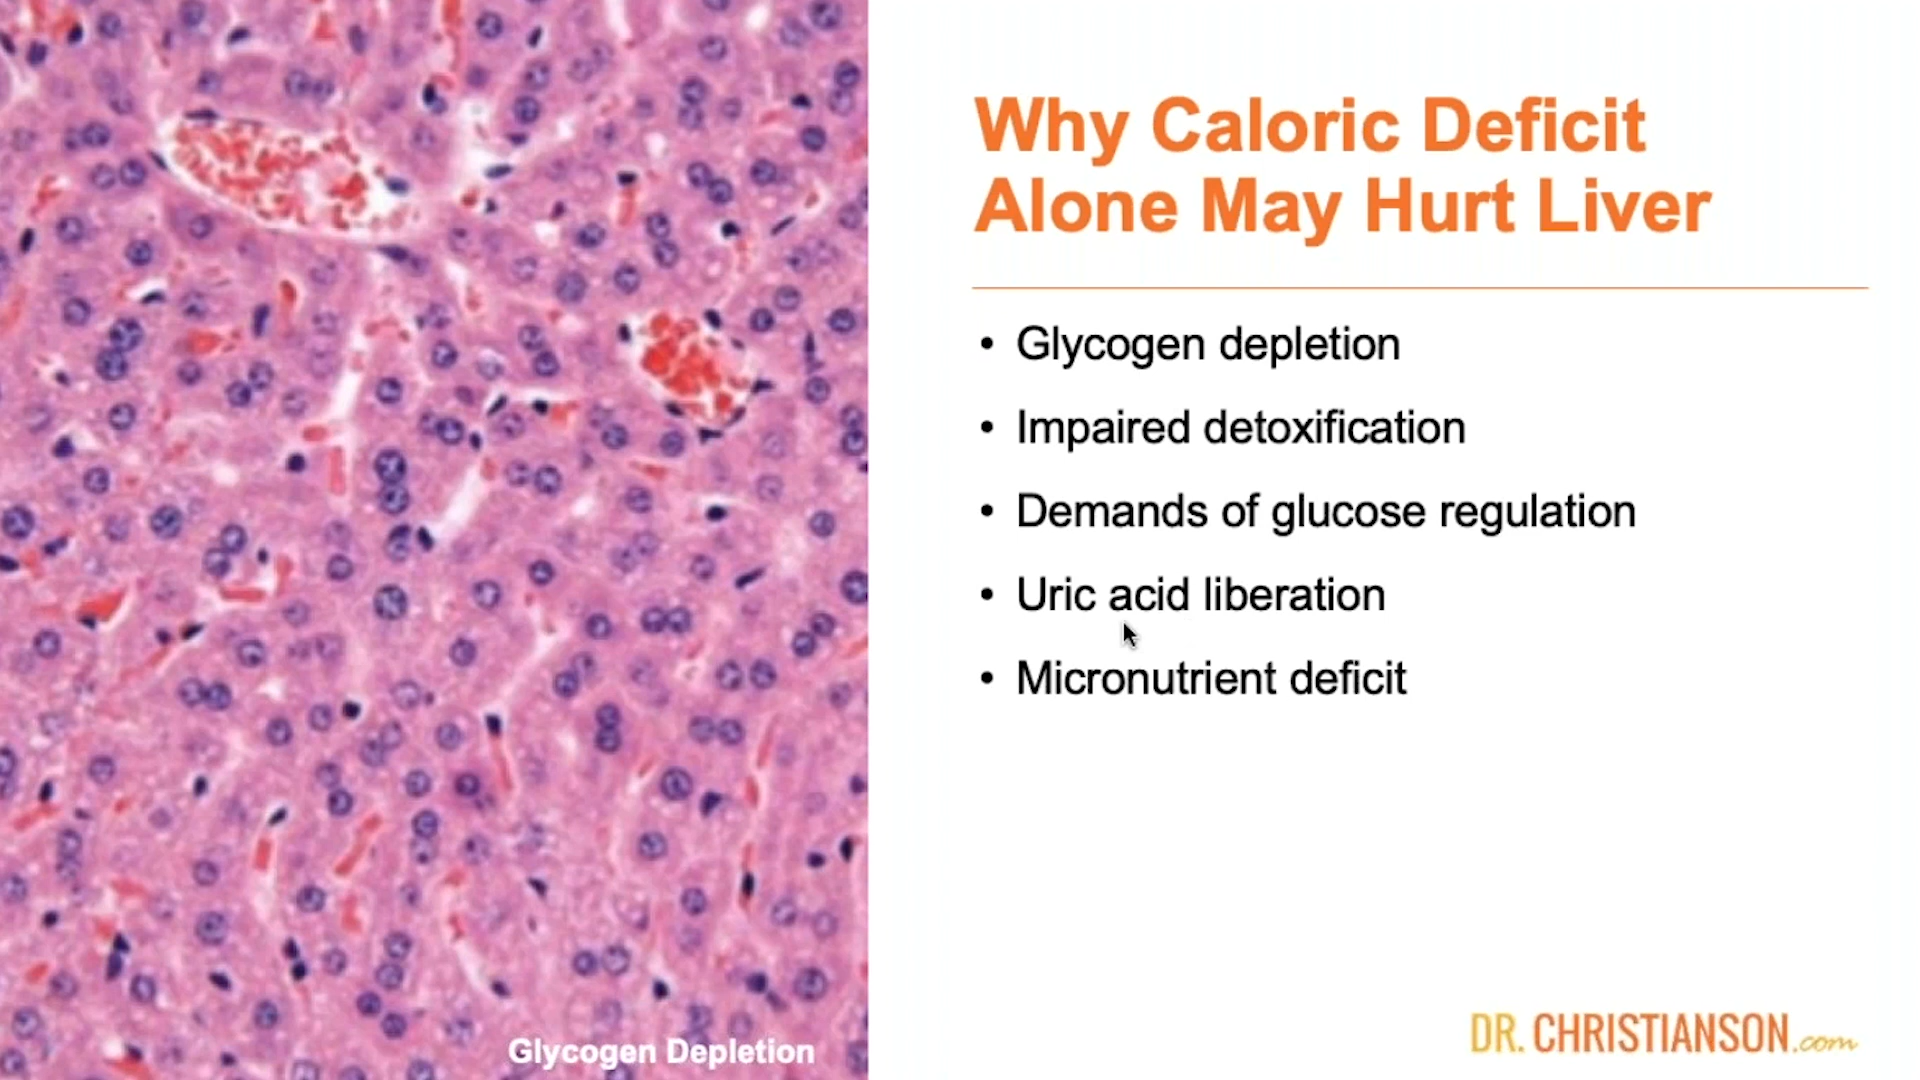 Why Caloric Deficit
Alone May Hurt Liver
• Glycogen depletion
• Impaired detoxification
• Demands of glucose regulation
• Uric acid liberation
• Micronutrient deficit
Glycogen Depletion
DR. CHRISTIANSON.com